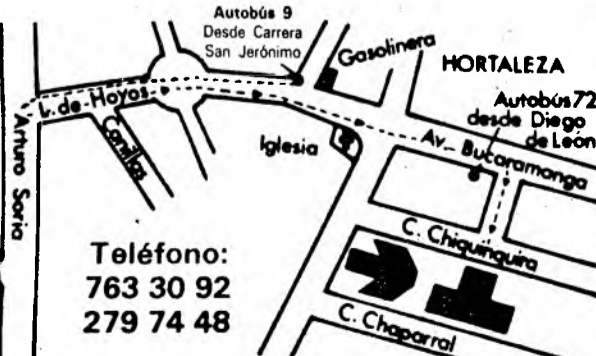 Autobús 9
Desde Carrera
San Jerónimo
Gasolinera
HORTALEZA
Autobús 72
desde Diego
de León
L. de Hoyos
Canillas
Arturo Soria
Iglesia
Av. Bucaramanga
C. Chiquinquira
C. Chaparral
Teléfono:
763 30 92
279 74 48